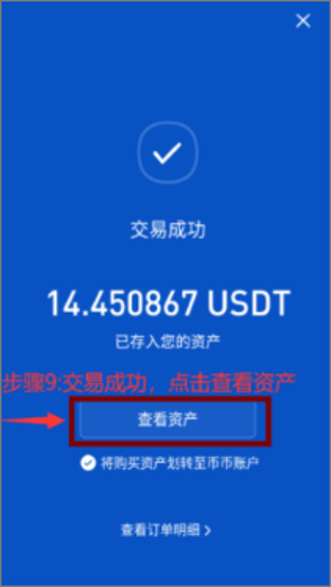 交易成功
14.450867 USDT
已存入您的资产
步骤9:交易成功，点击查看资产
查看资产
将购买资产划转至币币账户
查看订单明细 >